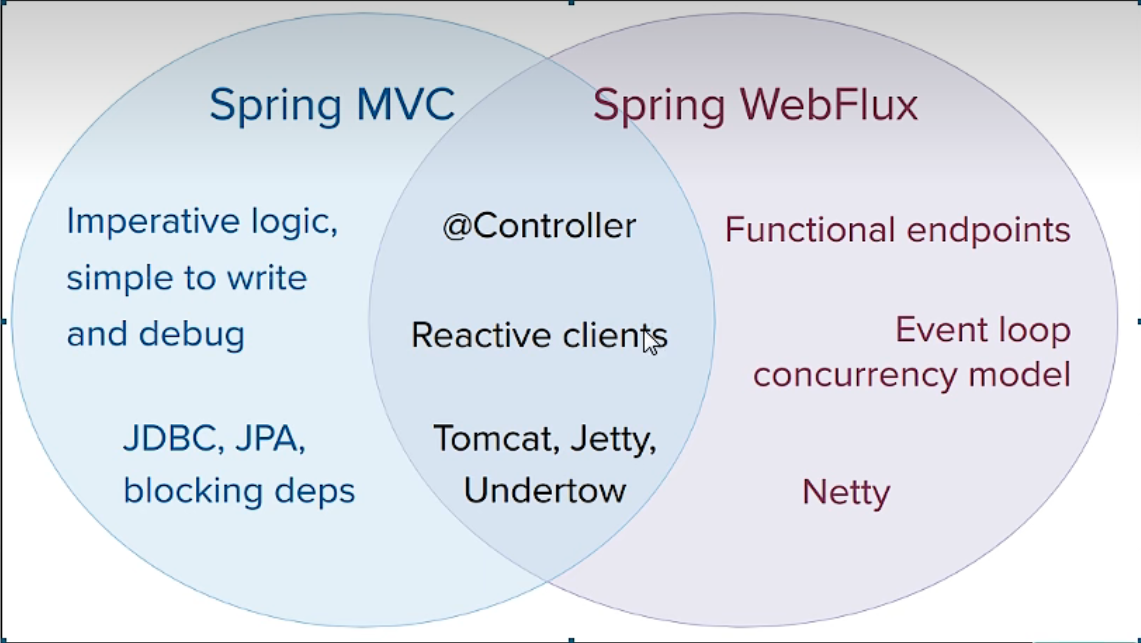 Spring MVC
Spring WebFlux
Imperative logic,
simple to write
and debug
JDBC, JPA,
blocking deps
@Controller
Reactive clients
Tomcat, Jetty,
Undertow
Functional endpoints
Event loop
concurrency model
Netty